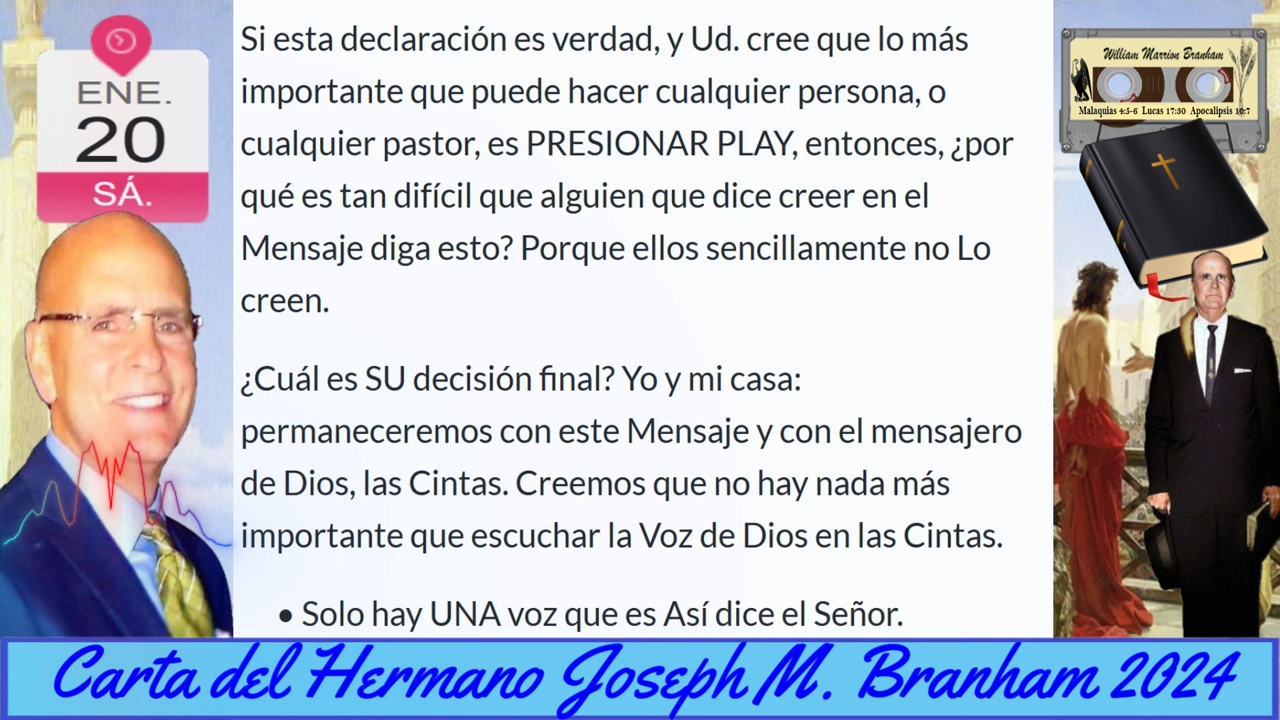 ENE.
20
SÁ.
Si esta declaración es verdad, y Ud. cree que lo más
importante que puede hacer cualquier persona, o
cualquier pastor, es PRESIONAR PLAY, entonces, ¿por
qué es tan difícil que alguien que dice creer en el
Mensaje diga esto? Porque ellos sencillamente no Lo
creen.
¿Cuál es SU decisión final? Yo y mi casa:
permaneceremos con este Mensaje y con el mensajero
de Dios, las Cintas. Creemos que no hay nada más
importante que escuchar la Voz de Dios en las Cintas.
• Solo hay UNA voz que es Así dice el Señor.
William Marrion Branham
Malaquias 4:5-6 Lucas 17:30 Apocalipsis 10:7
Carta del Hermano Joseph M. Branham 2024